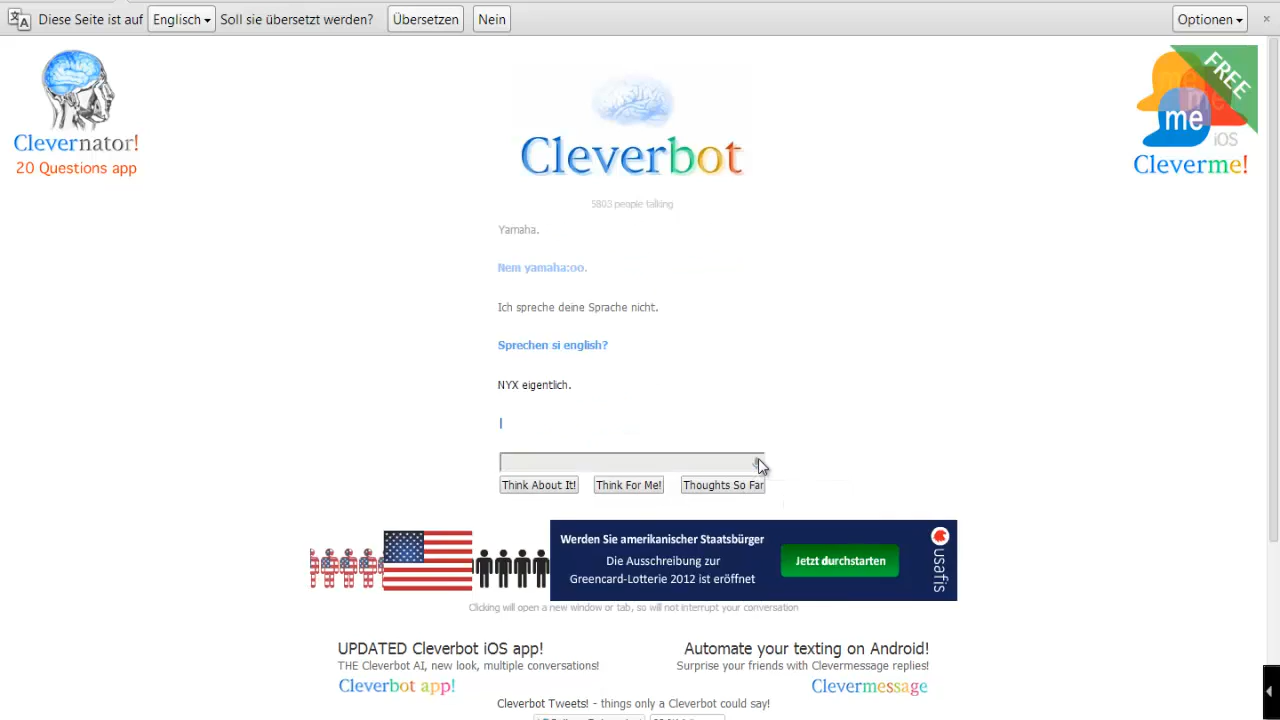 Diese Seite ist auf Englisch Soll sie übersetzt werden? Übersetzen Nein Optionen
FREE
me
iOS
Clevernator!
20 Questions app
Cleverbot
Cleverme!
5803 people talking
Yamaha.
Nem yamaha:oo.
Ich spreche deine Sprache nicht.
Sprechen si english?
NYX eigentlich.
Think About It! Think For Me! Thoughts So Far
Werden Sie amerikanischer Staatsbürger
Die Ausschreibung zur
Greencard-Lotterie 2012 ist eröffnet
Jetzt durchstarten
usafis
Clicking will open a new window or tab, so will not interrupt your conversation
UPDATED Cleverbot iOS app!
THE Cleverbot AI, new look, multiple conversations!
Cleverbot app!
Automate your texting on Android!
Surprise your friends with Clevermessage replies!
Clevermessage
Cleverbot Tweets! - things only a Cleverbot could say!